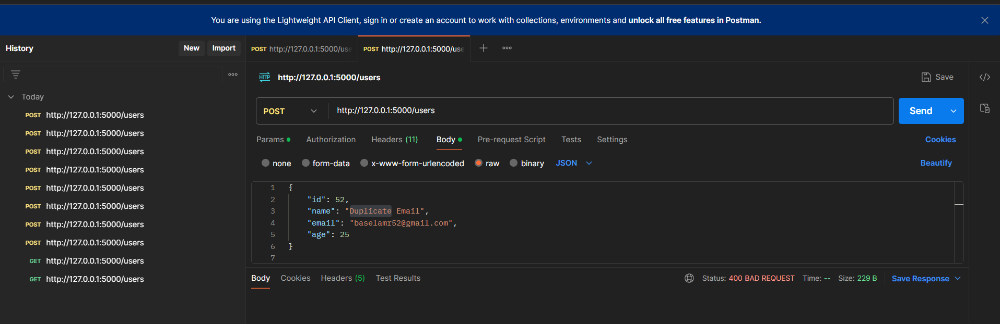 You are using the Lightweight API Client, sign in or create an account to work with collections, environments and unlock all free features in Postman.
History
New
Import
POST http://127.0.0.1:5000/use
POST http://127.0.0.1:5000/use
HTTP http://127.0.0.1:5000/users
Save
Today
POST http://127.0.0.1:5000/users
POST http://127.0.0.1:5000/users
POST http://127.0.0.1:5000/users
POST http://127.0.0.1:5000/users
POST http://127.0.0.1:5000/users
POST http://127.0.0.1:5000/users
POST http://127.0.0.1:5000/users
POST http://127.0.0.1:5000/users
GET http://127.0.0.1:5000/users
GET http://127.0.0.1:5000/users
POST
http://127.0.0.1:5000/users
Send
Params
Authorization
Headers (11)
Body
Pre-request Script
Tests
Settings
Cookies
none
form-data
x-www-form-urlencoded
raw
binary
JSON
Beautify
1 {
2 "id": 52,
3 "name": "Duplicate Email",
4 "email": "baselamr52@gmail.com",
5 "age": 25
6 }
7
Body
Cookies
Headers (5)
Test Results
Status: 400 BAD REQUEST
Time: --
Size: 229 B
Save Response